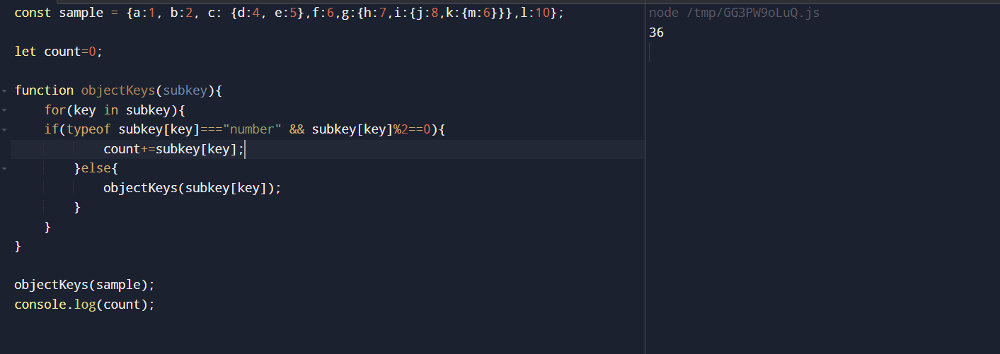 const sample = {a:1, b:2, c: {d:4, e:5},f:6,g:{h:7,i:{j:8,k:{m:6}}},l:10};
let count=0;
function objectKeys(subkey){
for(key in subkey){
if(typeof subkey[key]==="number" && subkey[key]%2==0){
count+=subkey[key];
}else{
objectKeys(subkey[key]);
}
}
}
objectKeys(sample);
console.log(count);
node /tmp/GG3PW9oLuQ.js
36